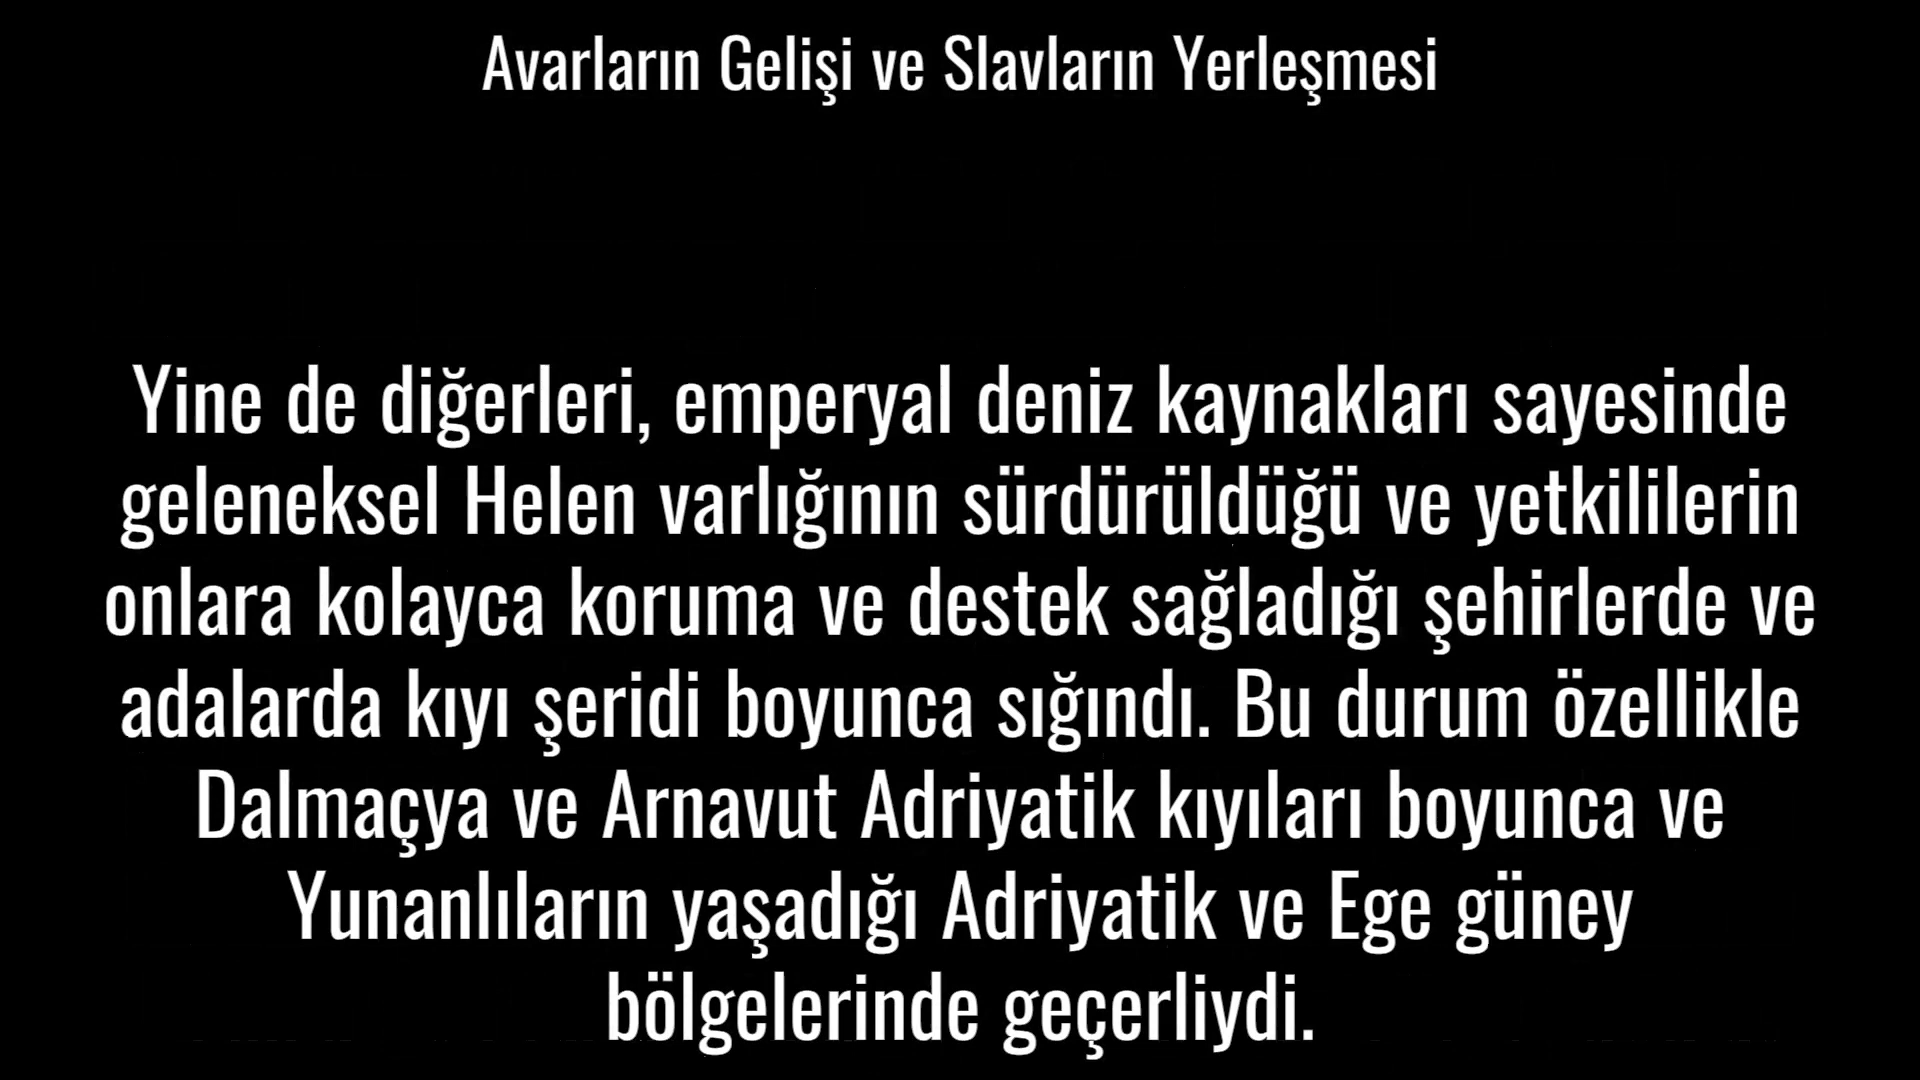 Avarların Gelişi ve Slavların Yerleşmesi
Yine de diğerleri, emperyal deniz kaynakları sayesinde
geleneksel Helen varlığının sürdürüldüğü ve yetkililerin
onlara kolayca koruma ve destek sağladığı şehirlerde ve
adalarda kıyı şeridi boyunca sığındı. Bu durum özellikle
Dalmaçya ve Arnavut Adriyatik kıyıları boyunca ve
Yunanlıların yaşadığı Adriyatik ve Ege güney
bölgelerinde geçerliydi.